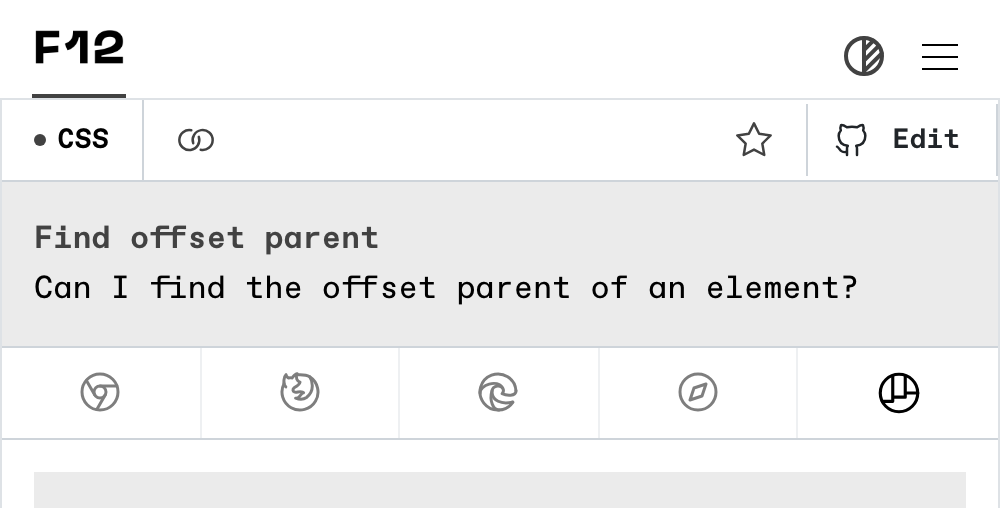 F12
CSS
Edit
Find offset parent
Can I find the offset parent of an element?